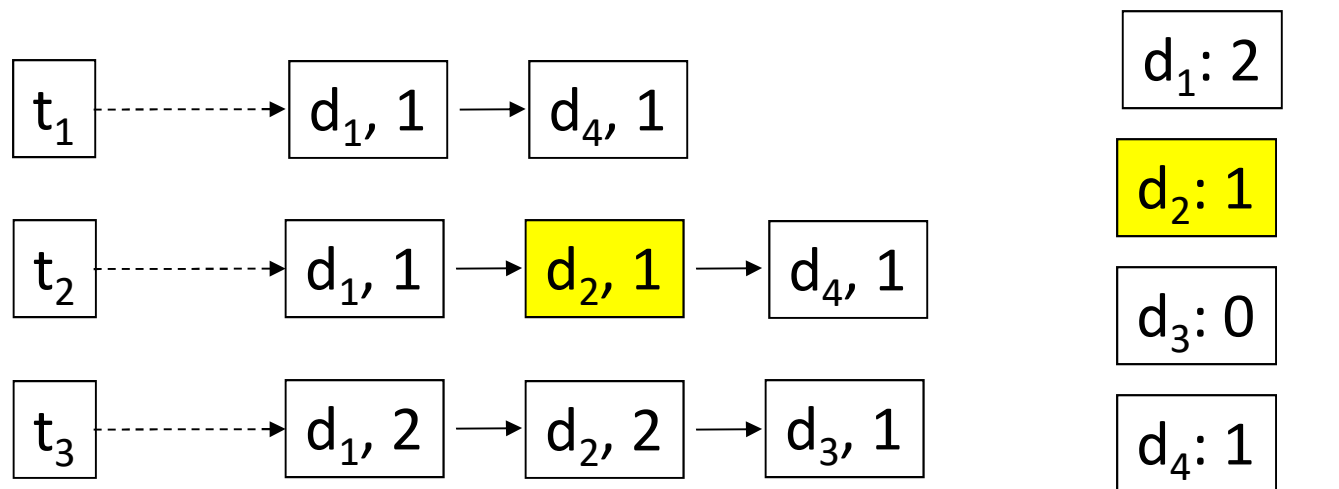 t₁ d₁, 1 d₄, 1
t₂ d₁, 1 d₂, 1 d₄, 1
t₃ d₁, 2 d₂, 2 d₃, 1
d₁: 2
d₂: 1
d₃: 0
d₄: 1